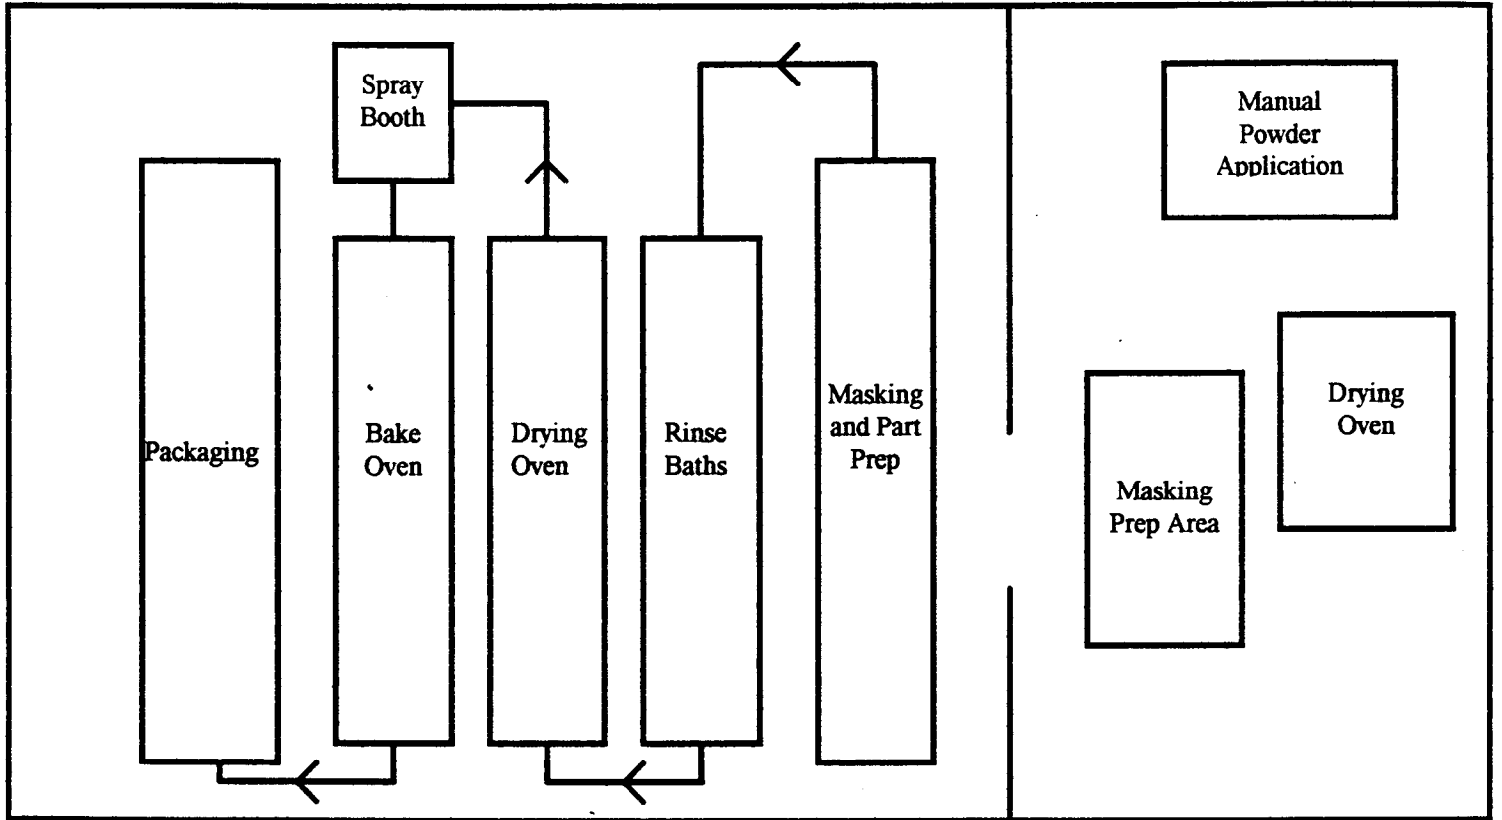 Spray
Booth
Manual
Powder
Application
Packaging
Bake
Oven
Drying
Oven
Rinse
Baths
Masking
and Part
Prep
Masking
Prep Area
Drying
Oven